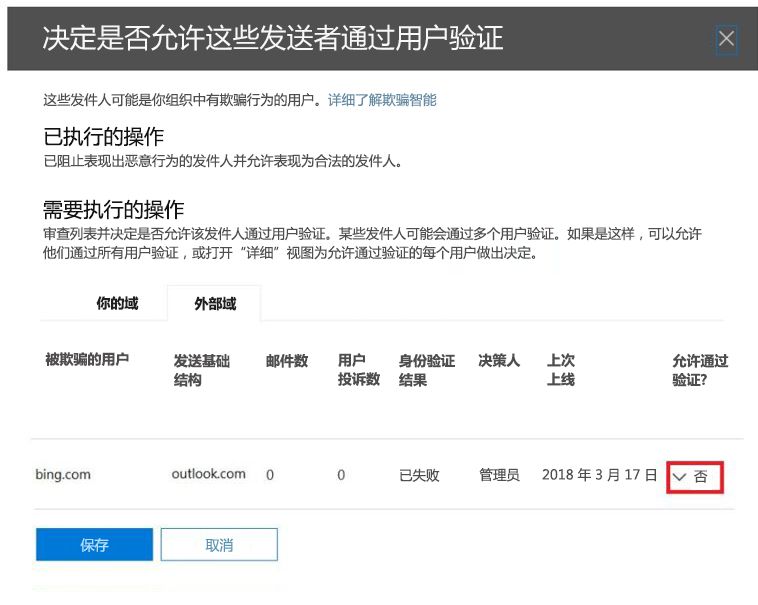 决定是否允许这些发送者通过用户验证
这些发件人可能是你组织中有欺骗行为的用户。详细了解欺骗智能
已执行的操作
已阻止表现出恶意行为的发件人并允许表现为合法的发件人。
需要执行的操作
审查列表并决定是否允许该发件人通过用户验证。某些发件人可能会通过多个用户验证。如果是这样，可以允许
他们通过所有用户验证，或打开“详细”视图为允许通过验证的每个用户做出决定。
你的域 外部域
被欺骗的用户 发送基础 邮件数 用户 身份验证 决策人 上次 允许通过
结构 投诉数 结果 上线 验证?
bing.com outlook.com 0 0 已失败 管理员 2018 年 3 月 17 日 否
保存 取消